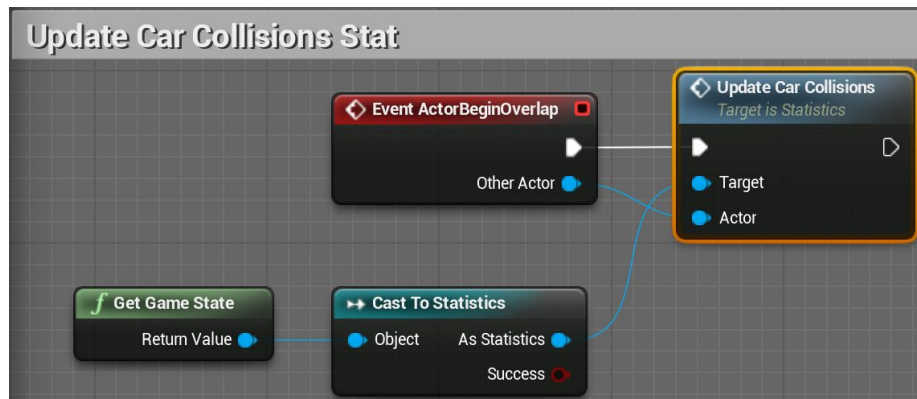 Update Car Collisions Stat
Event ActorBeginOverlap
Other Actor
Update Car Collisions
Target is Statistics
Target
Actor
f Get Game State
Return Value
Cast To Statistics
Object As Statistics
Success